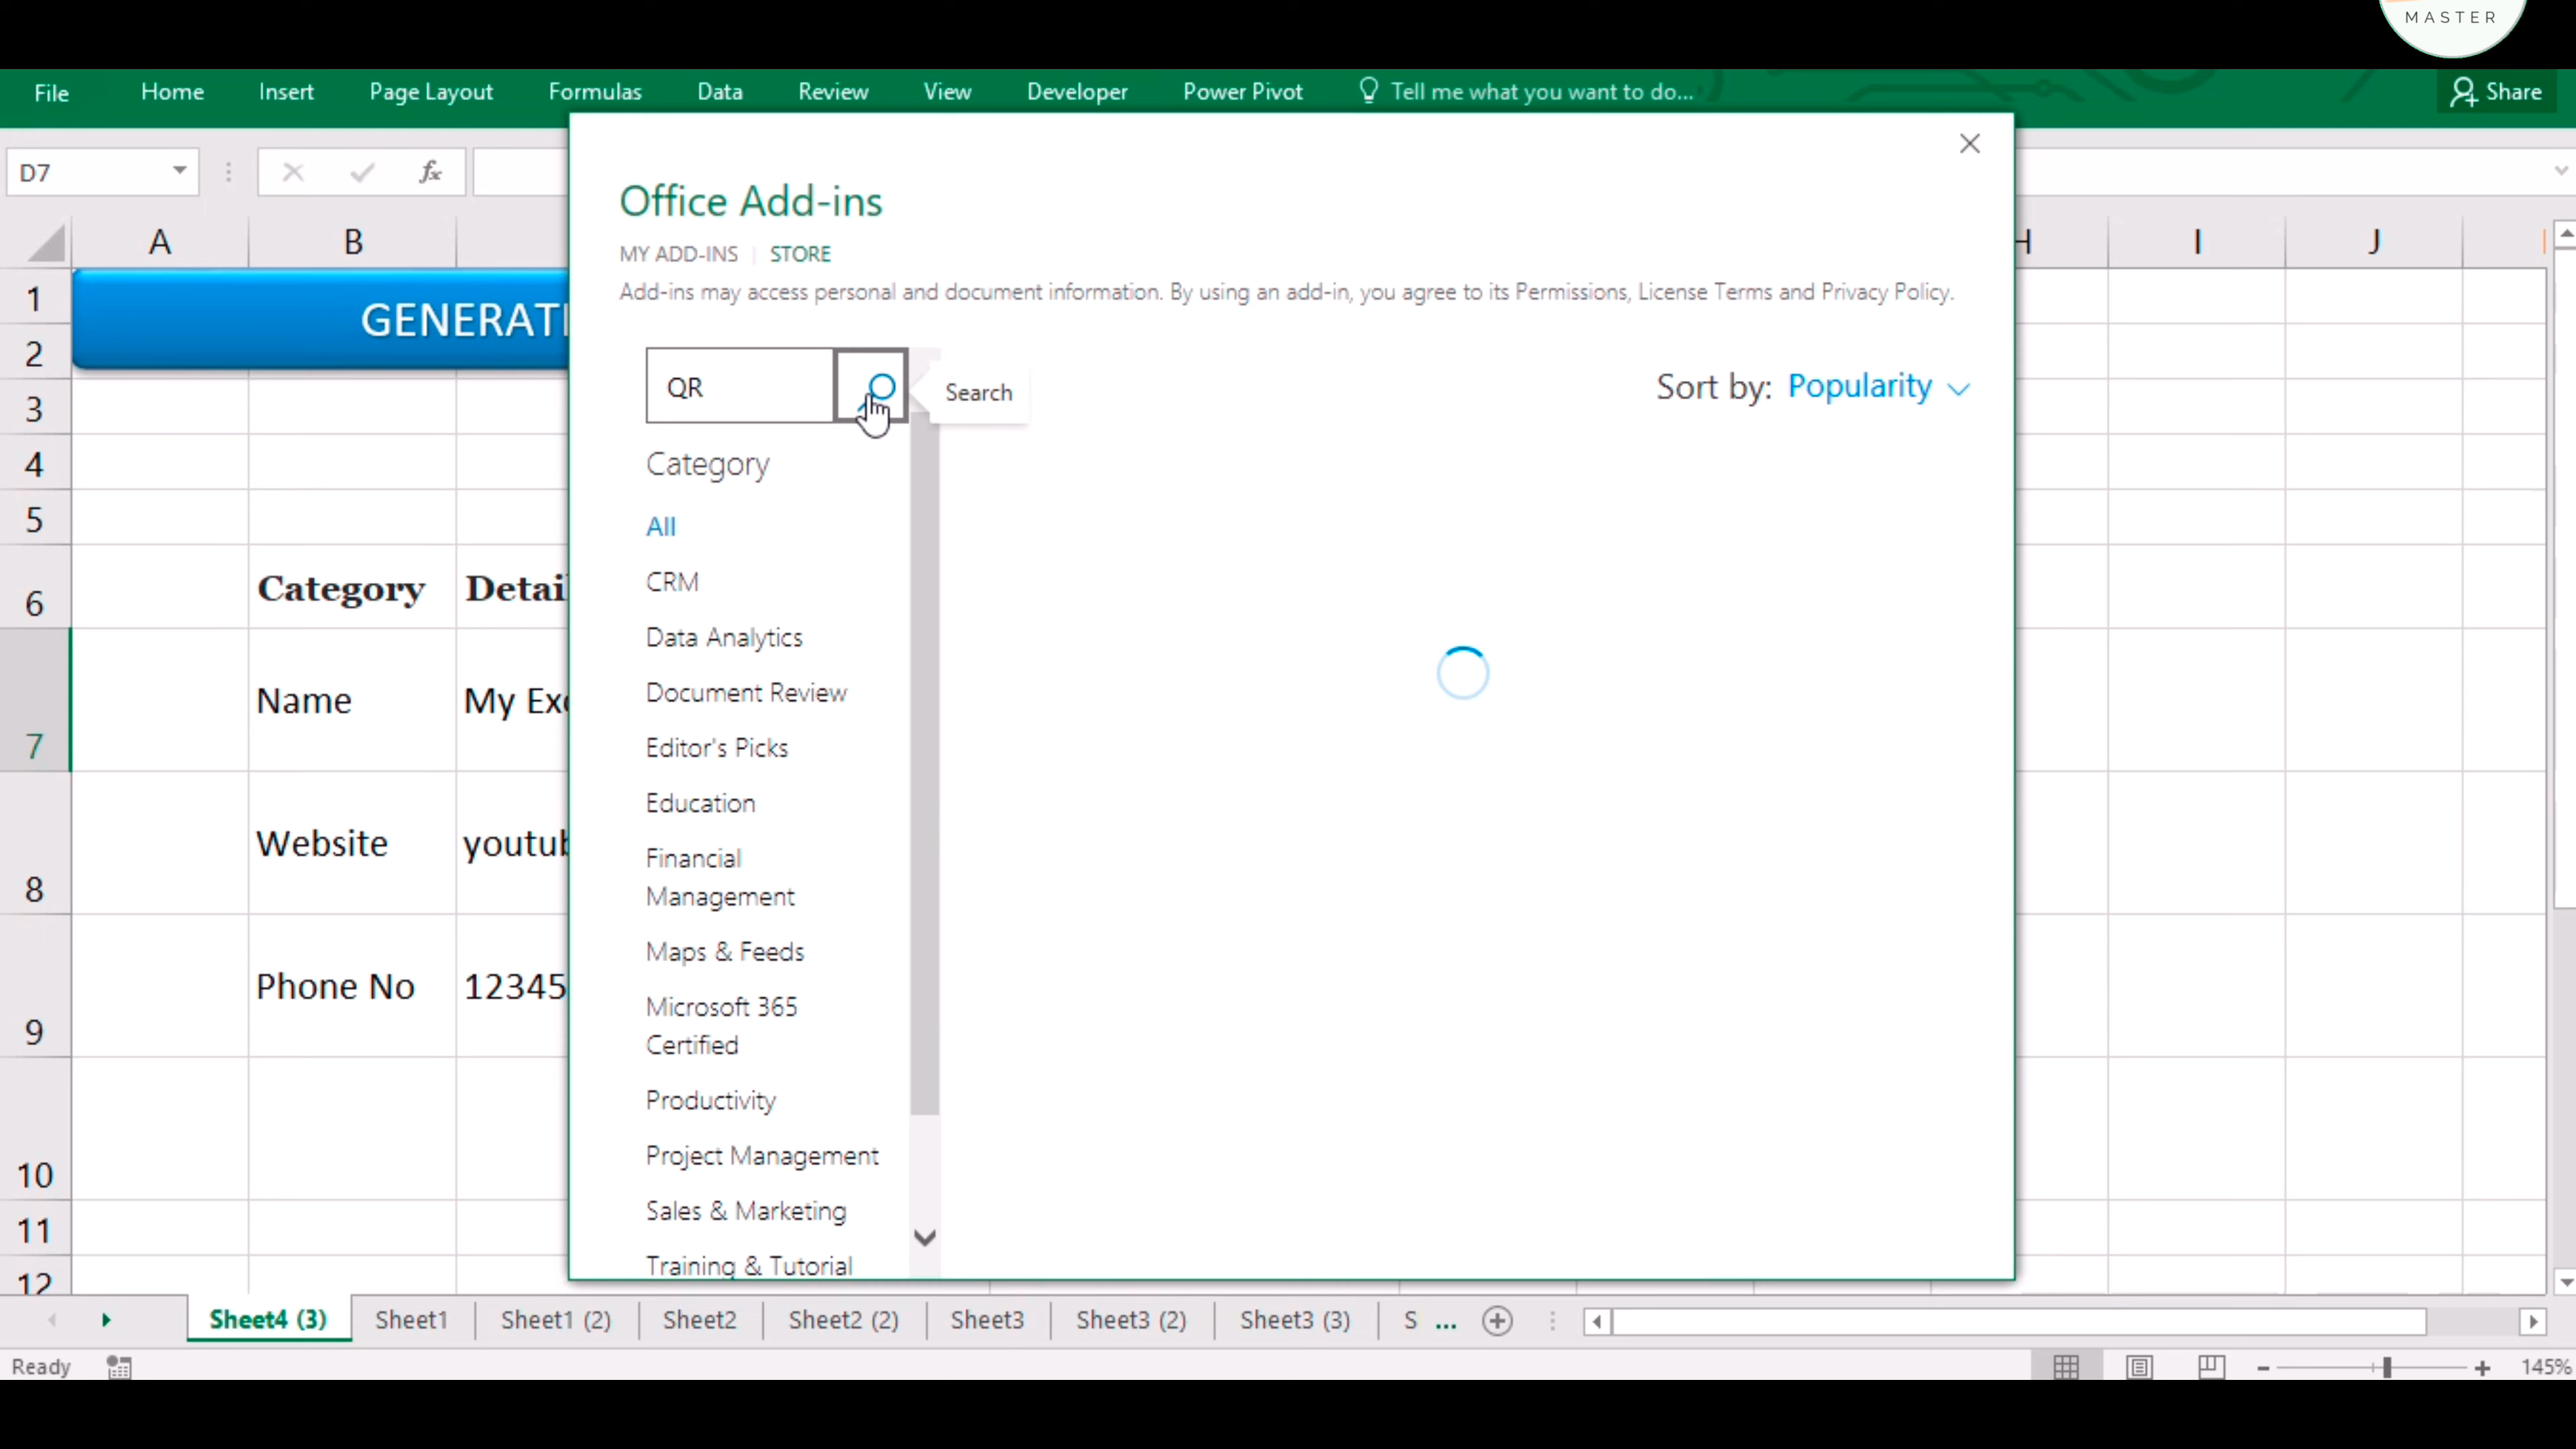 MASTER
File Home Insert Page Layout Formulas Data Review View Developer Power Pivot Tell me what you want to do... Share
D7 fx
A B H I J
1 GENERATI
2
3
4
5
6 Category Detail
7 Name My Exc
8 Website youtub
9 Phone No 12345
10
11
12
Office Add-ins
MY ADD-INS STORE
Add-ins may access personal and document information. By using an add-in, you agree to its Permissions, License Terms and Privacy Policy.
QR Search Sort by: Popularity
Category
All
CRM
Data Analytics
Document Review
Editor's Picks
Education
Financial
Management
Maps & Feeds
Microsoft 365
Certified
Productivity
Project Management
Sales & Marketing
Training & Tutorial
Sheet4 (3) Sheet1 Sheet1 (2) Sheet2 Sheet2 (2) Sheet3 Sheet3 (2) Sheet3 (3) S ...
Ready 145%